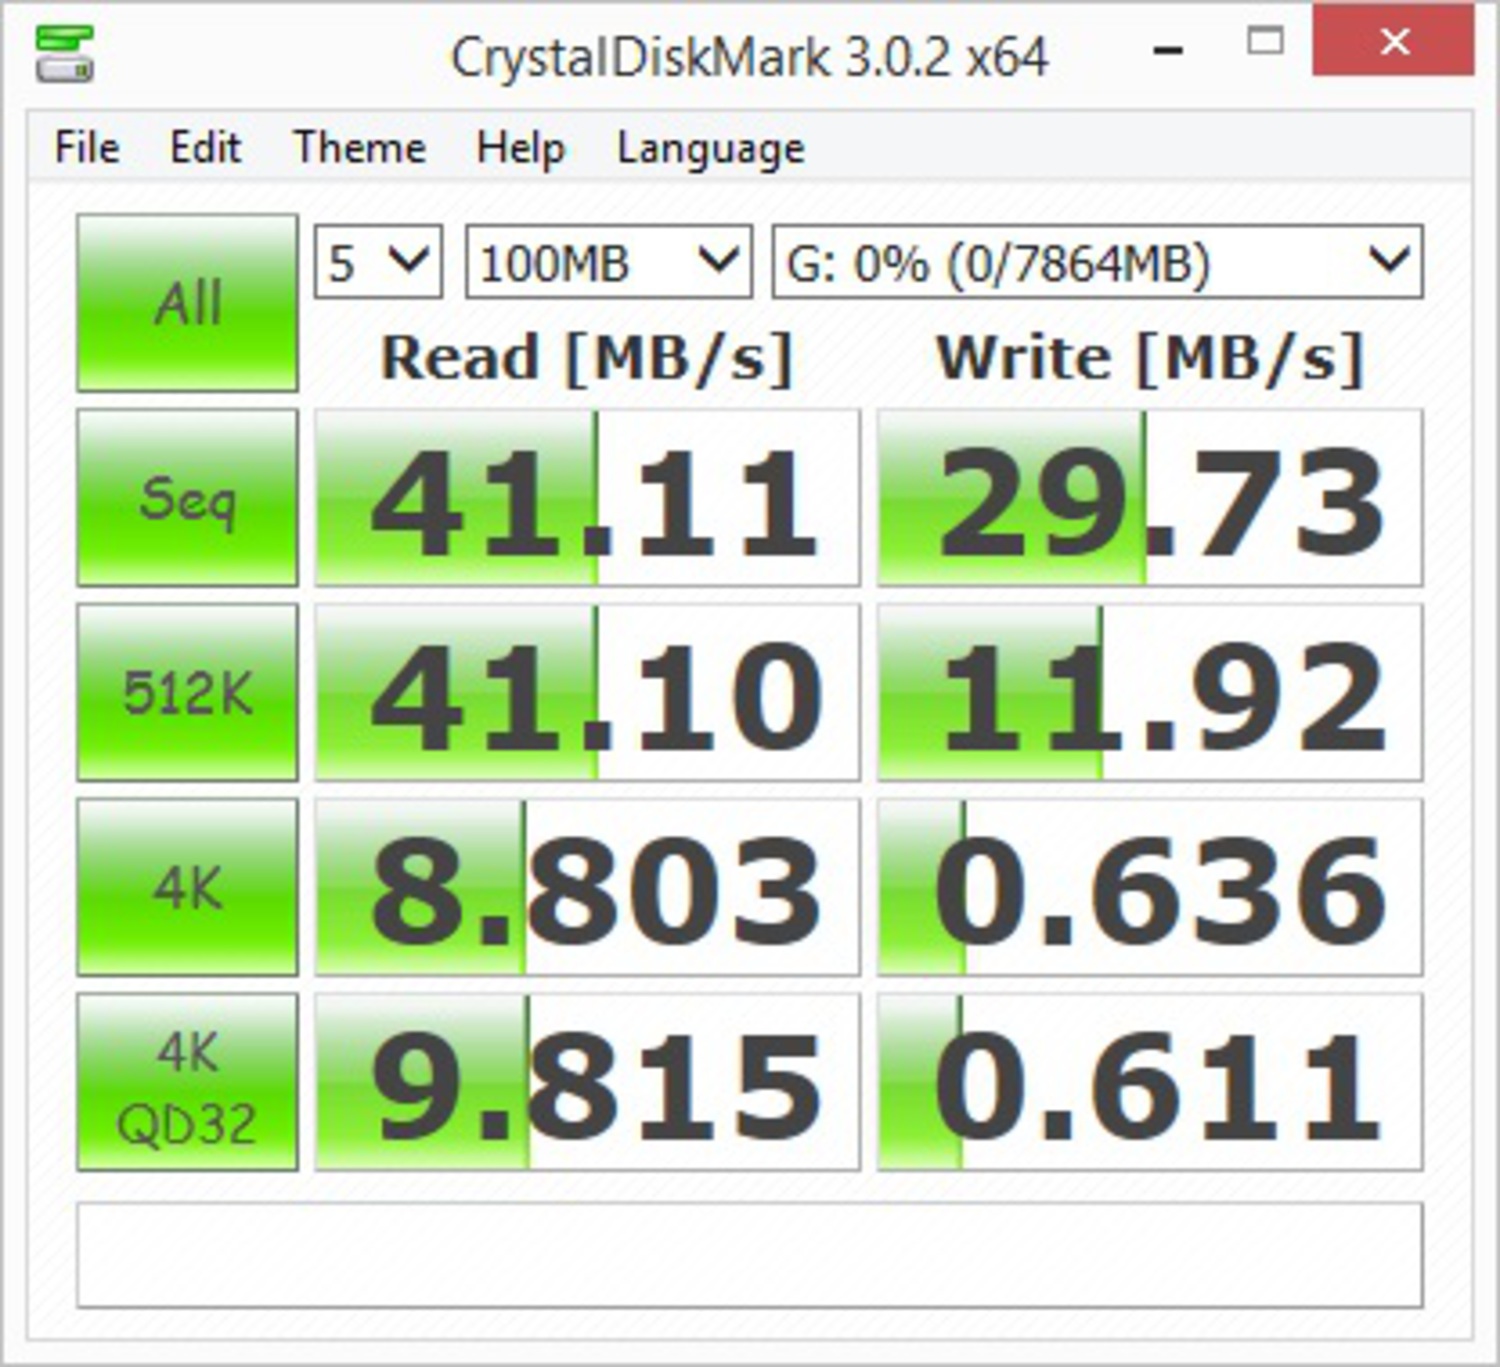 CrystalDiskMark 3.0.2 x64
File Edit Theme Help Language
All 5 100MB G: 0% (0/7864MB)
Read [MB/s] Write [MB/s]
Seq 41.11 29.73
512K 41.10 11.92
4K 8.803 0.636
4K
QD32 9.815 0.611